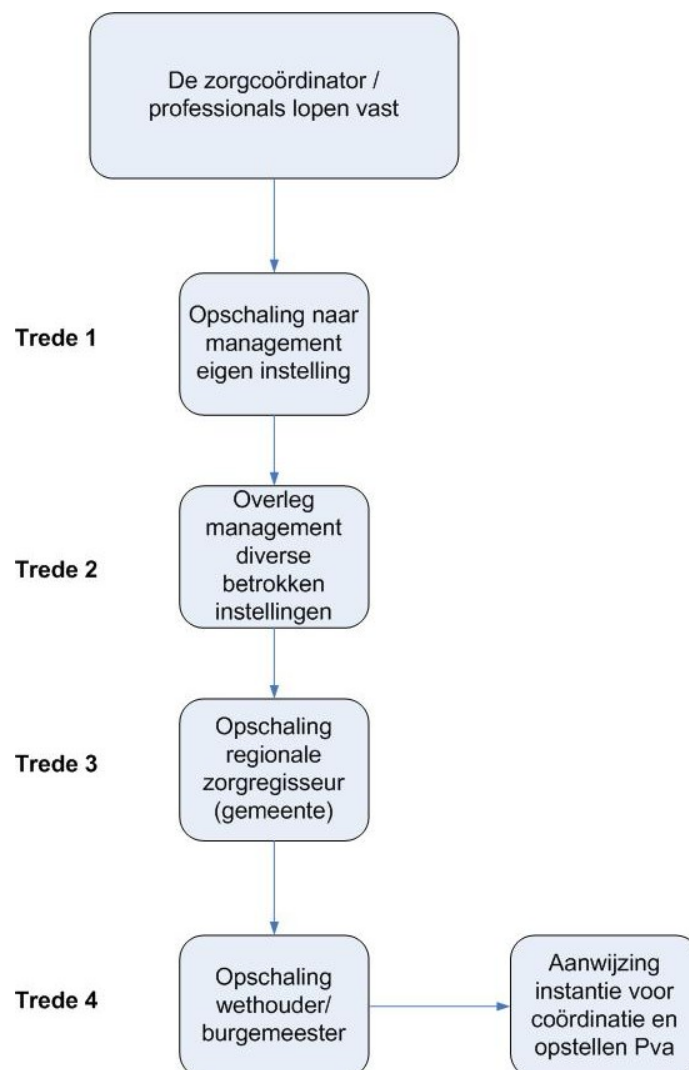 De zorgcoördinator /
professionals lopen vast
Trede 1
Opschaling naar
management
eigen instelling
Trede 2
Overleg
management
diverse
betrokken
instellingen
Trede 3
Opschaling
regionale
zorgregisseur
(gemeente)
Trede 4
Opschaling
wethouder/
burgemeester
Aanwijzing
instantie voor
coördinatie en
opstellen Pva